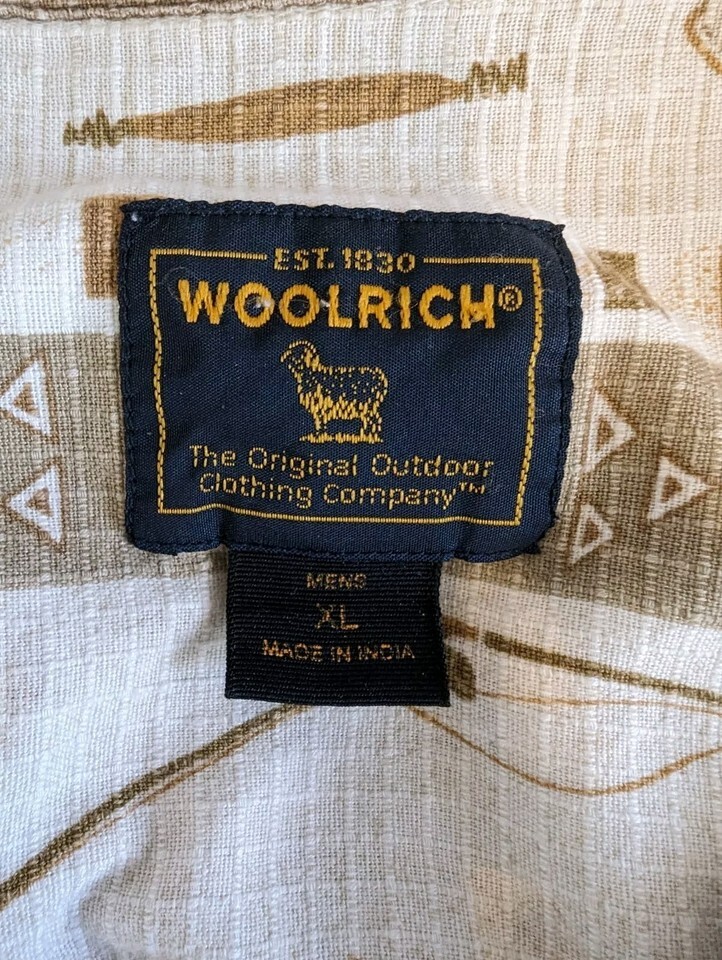 EST. 1830
WOOLRICH®
The Original Outdoor
Clothing Company™
MENS
XL
MADE IN INDIA